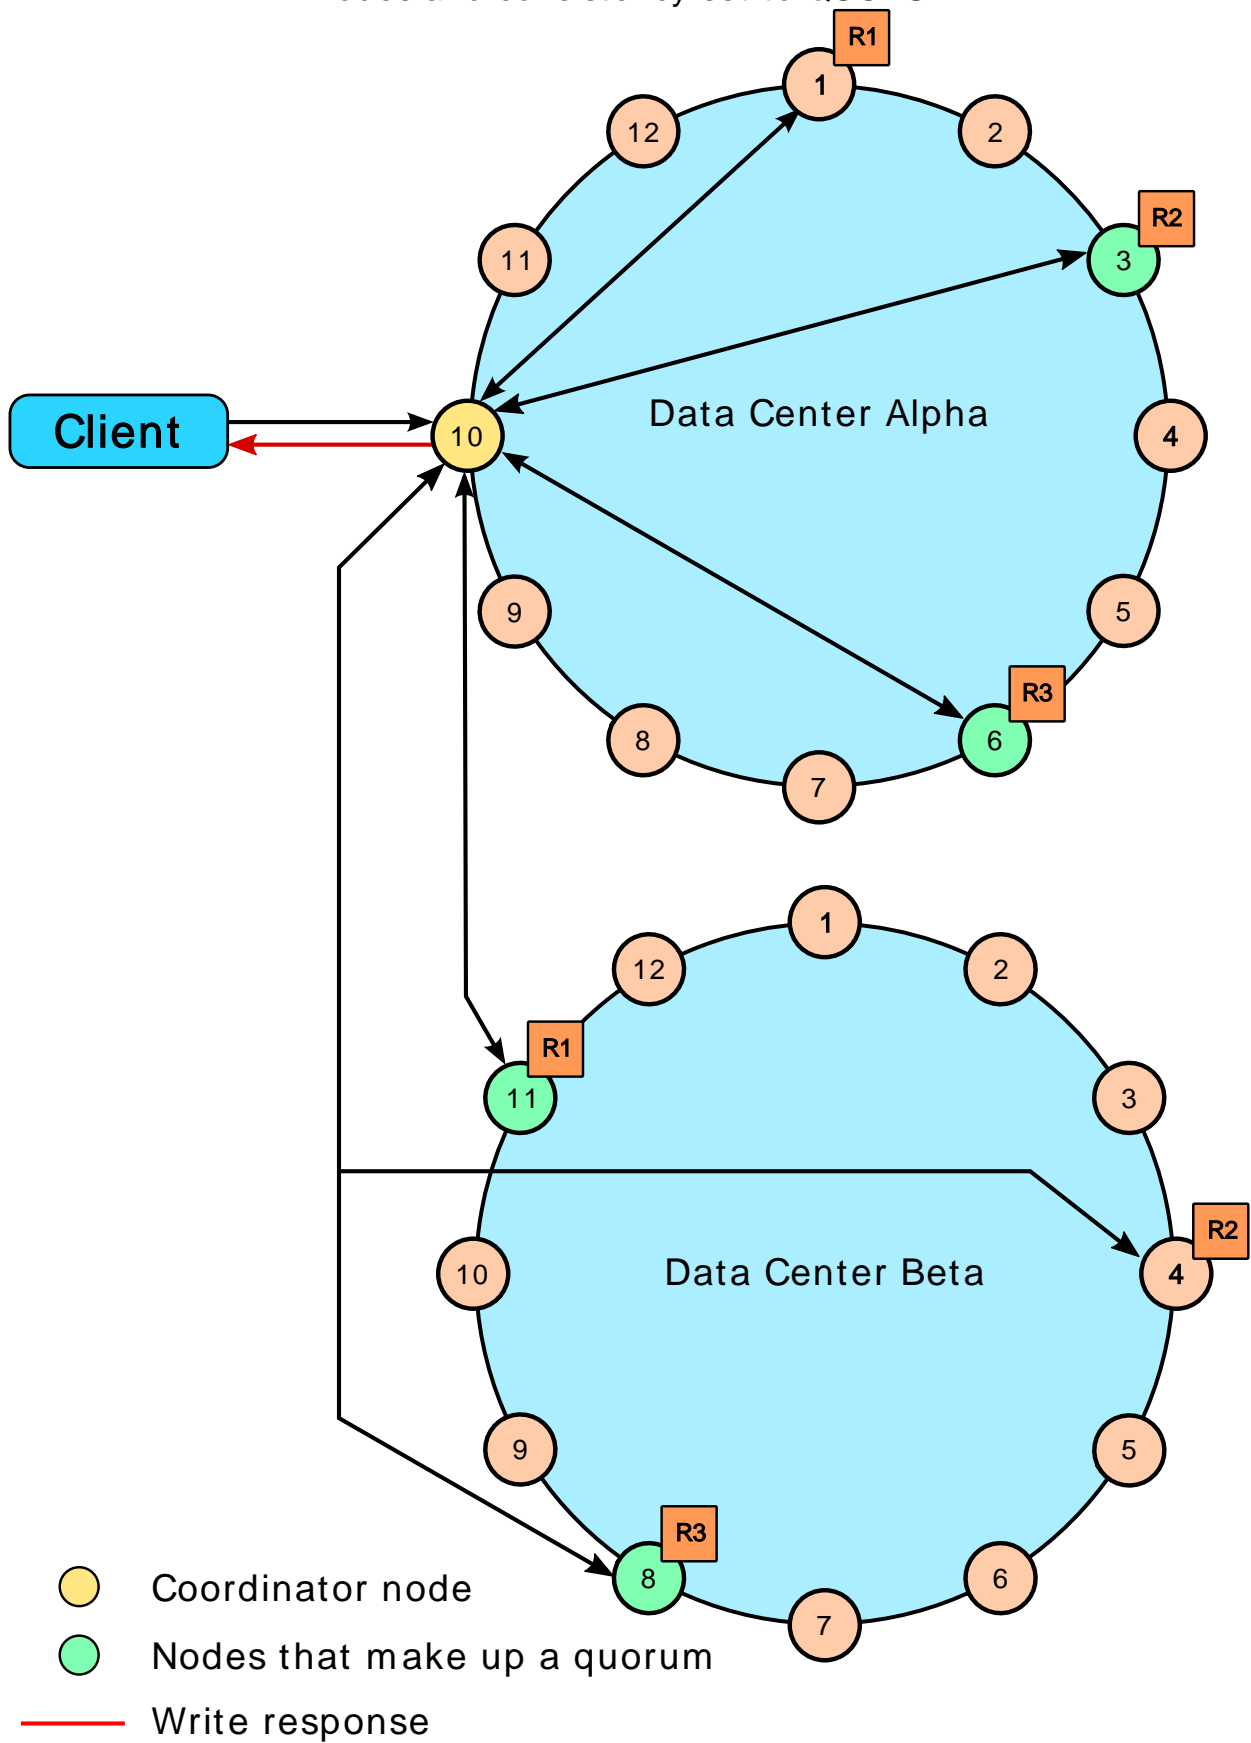 R1
1
12
2
R2
11
3
Data Center Alpha
Client
10
4
9
5
R3
8
6
7
1
12
2
R1
11
3
R2
10
Data Center Beta
4
9
5
R3
8
6
7
Coordinator node
Nodes that make up a quorum
Write response